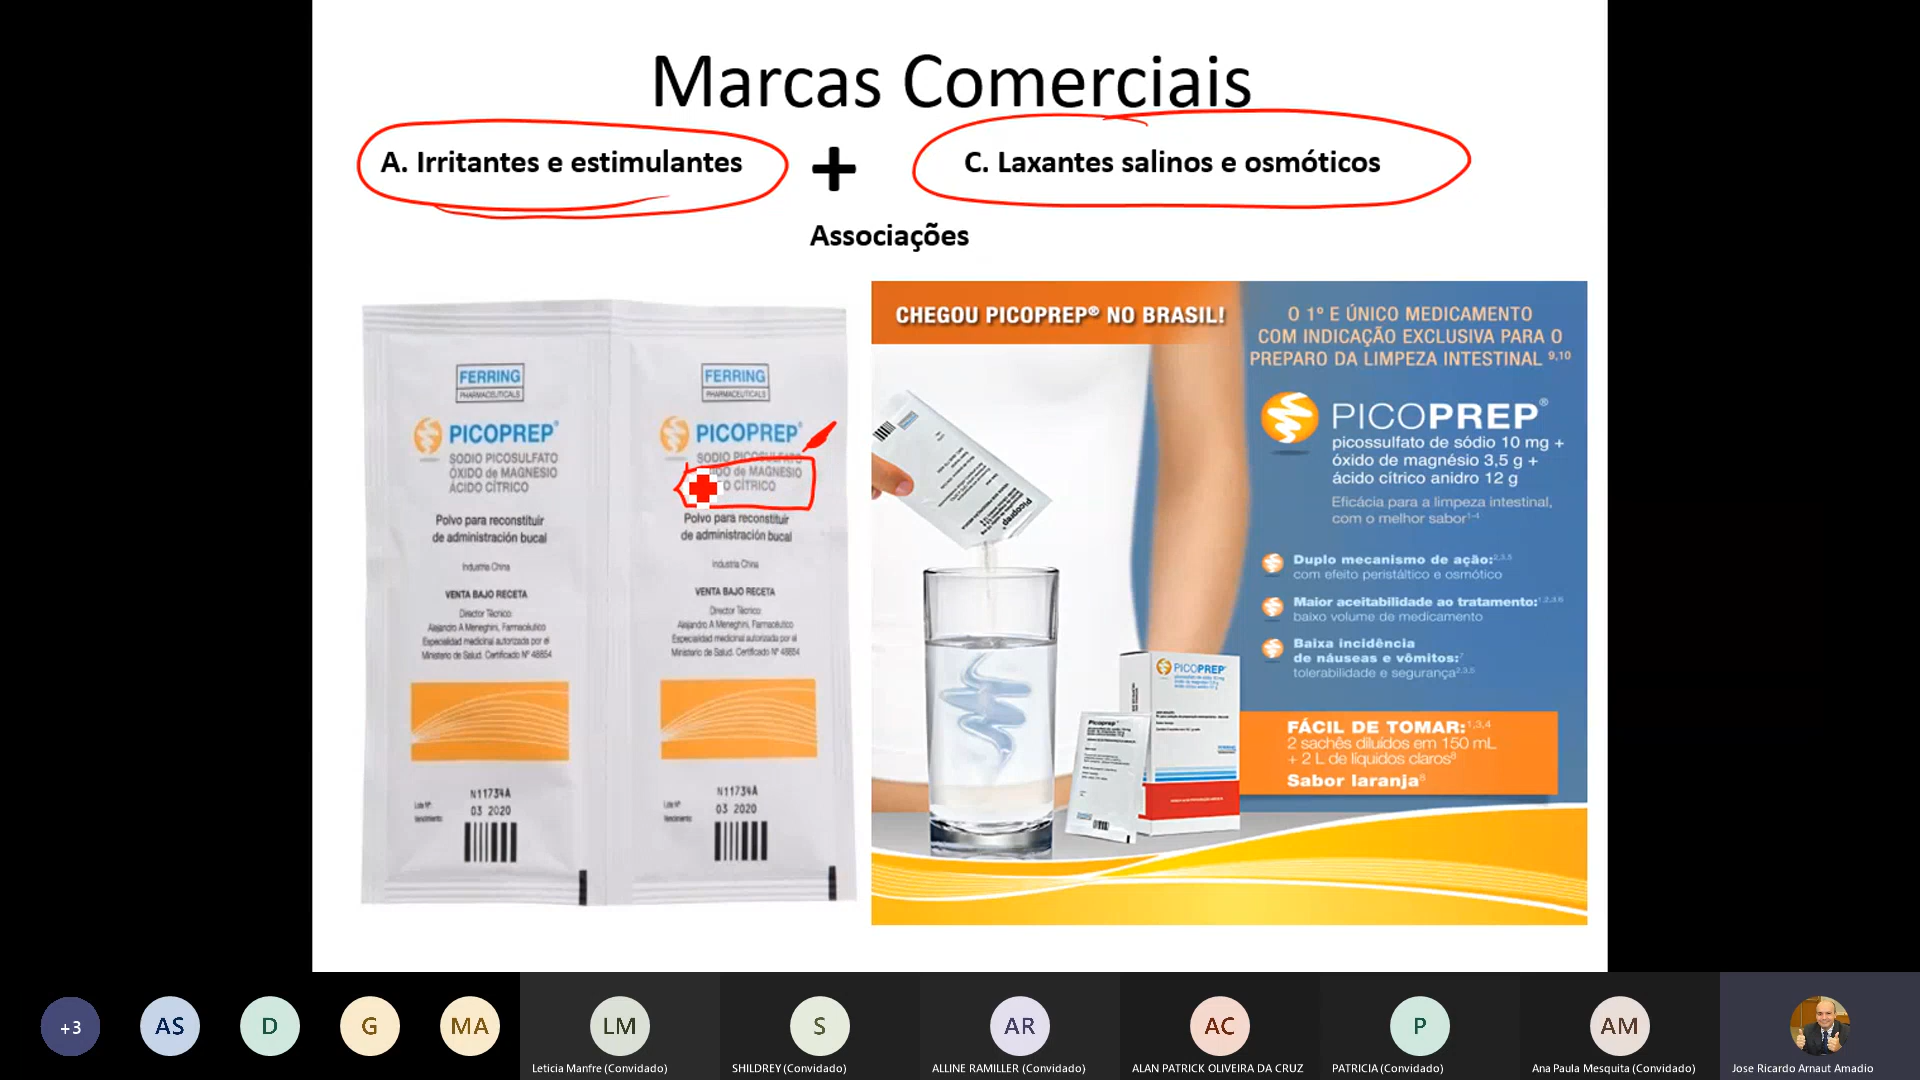 Marcas Comerciais
A. Irritantes e estimulantes
+
C. Laxantes salinos e osmóticos
Associações
FERRING
PHARMACEUTICALS
PICOPREP®
SODIO PICOSULFATO
ÓXIDO de MAGNESIO
ÁCIDO CÍTRICO
Polvo para reconstituir
de administración bucal
Industria China
VENTA BAJO RECETA
Director Técnico:
Alejandro A Meneghini, Farmacéutico
Especialidad medicinal autorizada por el
Ministerio de Salud. Certificado Nº 48654
N11734A
03 2020
FERRING
PHARMACEUTICALS
PICOPREP®
SODIO PICOSULFATO
DO de MAGNESIO
O CÍTRICO
Polvo para reconstituir
de administración bucal
Industria China
VENTA BAJO RECETA
Director Técnico:
Alejandro A Meneghini, Farmacéutico
Especialidad medicinal autorizada por el
Ministerio de Salud. Certificado Nº 48654
N11734A
03 2020
CHEGOU PICOPREP® NO BRASIL!
O 1º E ÚNICO MEDICAMENTO
COM INDICAÇÃO EXCLUSIVA PARA O
PREPARO DA LIMPEZA INTESTINAL 9,10
PICOPREP®
picossulfato de sódio 10 mg +
óxido de magnésio 3,5 g +
ácido cítrico anidro 12 g
Eficácia para a limpeza intestinal,
com o melhor sabor1-4
Duplo mecanismo de ação:2,3,5
com efeito peristáltico e osmótico
Maior aceitabilidade ao tratamento:1,2,3,6
baixo volume de medicamento
Baixa incidência
de náuseas e vômitos:7
tolerabilidade e segurança2,3,5
FÁCIL DE TOMAR:1,3,4
2 sachês diluídos em 150 mL
+ 2 L de líquidos claros8
Sabor laranja8
Picoprep
PICOPREP
Picoprep
FERRING
+3
AS
D
G
MA
LM
S
AR
AC
P
AM
Leticia Manfre (Convidado)
SHILDREY (Convidado)
ALLINE RAMILLER (Convidado)
ALAN PATRICK OLIVEIRA DA CRUZ
PATRICIA (Convidado)
Ana Paula Mesquita (Convidado)
Jose Ricardo Arnaut Amadio